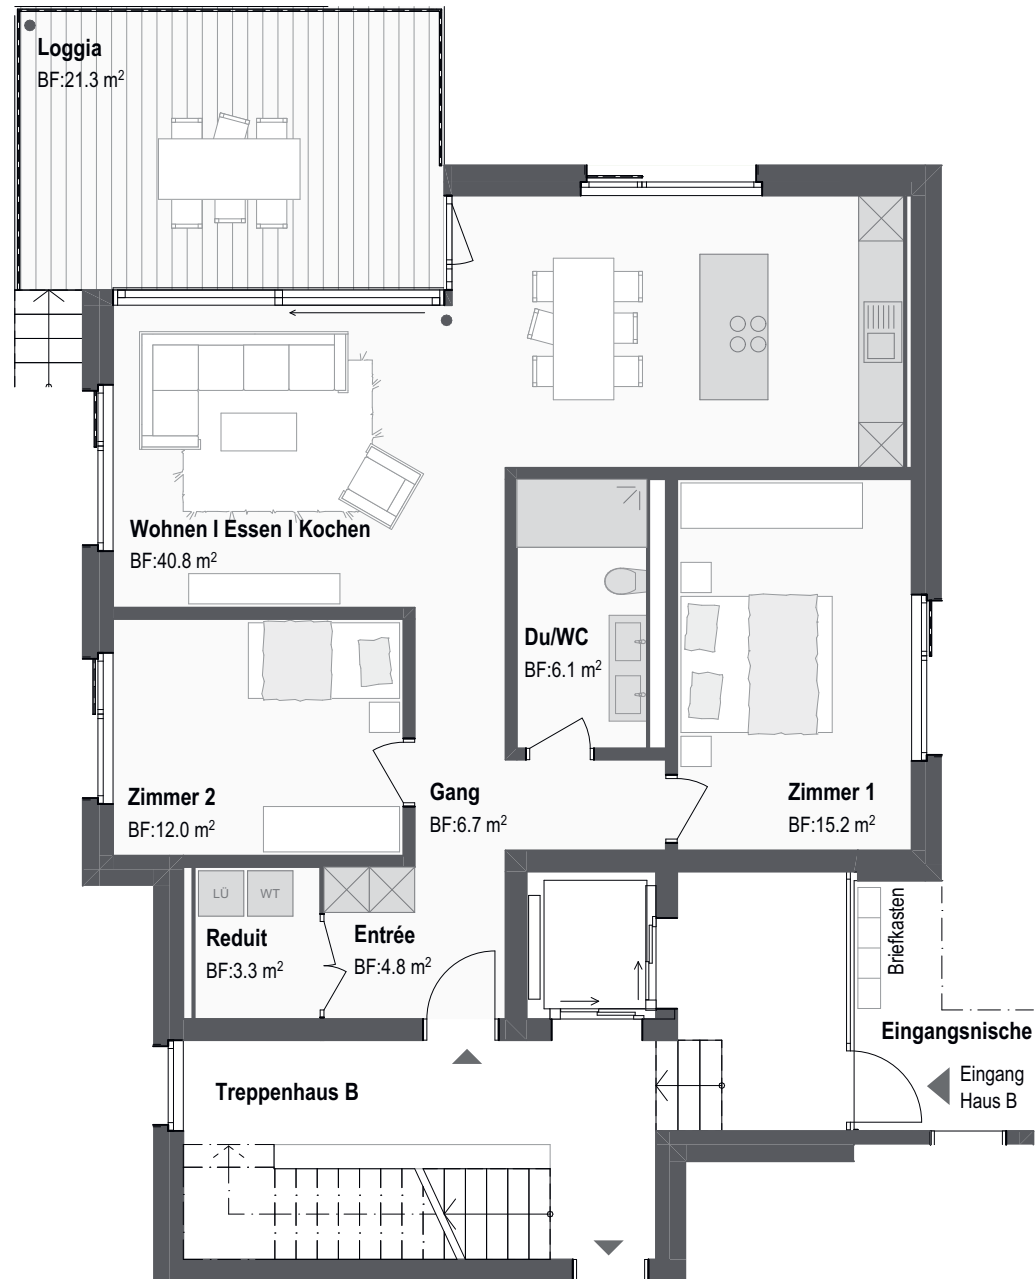 Loggia
BF:21.3 m²
Wohnen I Essen I Kochen
BF:40.8 m²
Du/WC
BF:6.1 m²
Zimmer 2
BF:12.0 m²
Gang
BF:6.7 m²
Zimmer 1
BF:15.2 m²
LÜ
WT
Reduit
BF:3.3 m²
Entrée
BF:4.8 m²
Briefkasten
Eingangsnische
Eingang
Haus B
Treppenhaus B